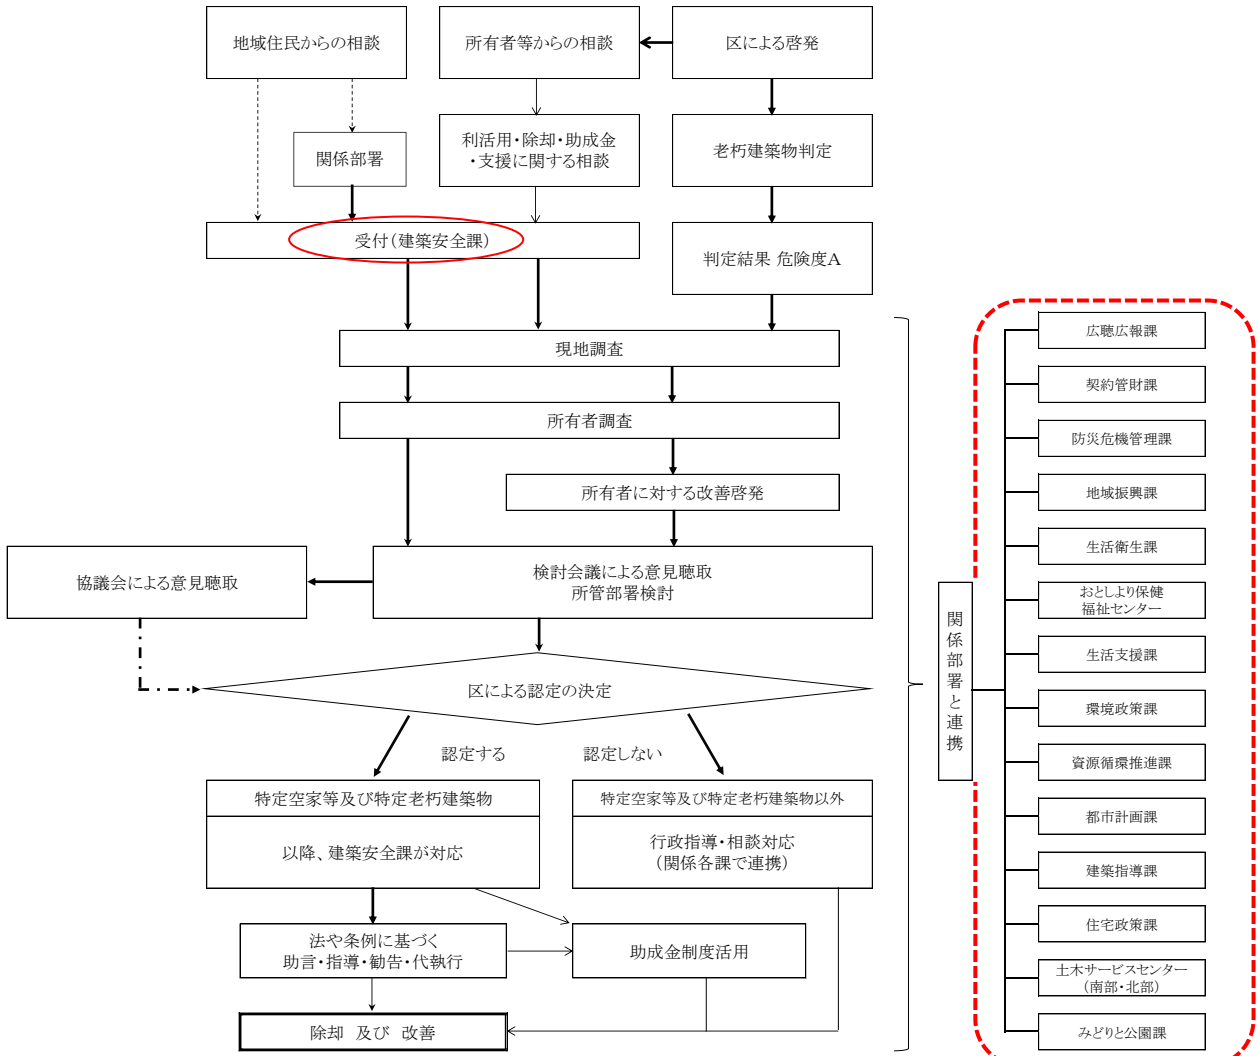 地域住民からの相談
所有者等からの相談
区による啓発
関係部署
利活用・除却・助成金
・支援に関する相談
老朽建築物判定
受付(建築安全課)
判定結果 危険度A
現地調査
所有者調査
所有者に対する改善啓発
協議会による意見聴取
検討会議による意見聴取
所管部署検討
区による認定の決定
認定する
認定しない
特定空家等及び特定老朽建築物
以降、建築安全課が対応
特定空家等及び特定老朽建築物以外
行政指導・相談対応
(関係各課で連携)
法や条例に基づく
助言・指導・勧告・代執行
助成金制度活用
除却 及び 改善
関係部署と連携
広聴広報課
契約管財課
防災危機管理課
地域振興課
生活衛生課
おとしより保健
福祉センター
生活支援課
環境政策課
資源循環推進課
都市計画課
建築指導課
住宅政策課
土木サービスセンター
(南部・北部)
みどりと公園課